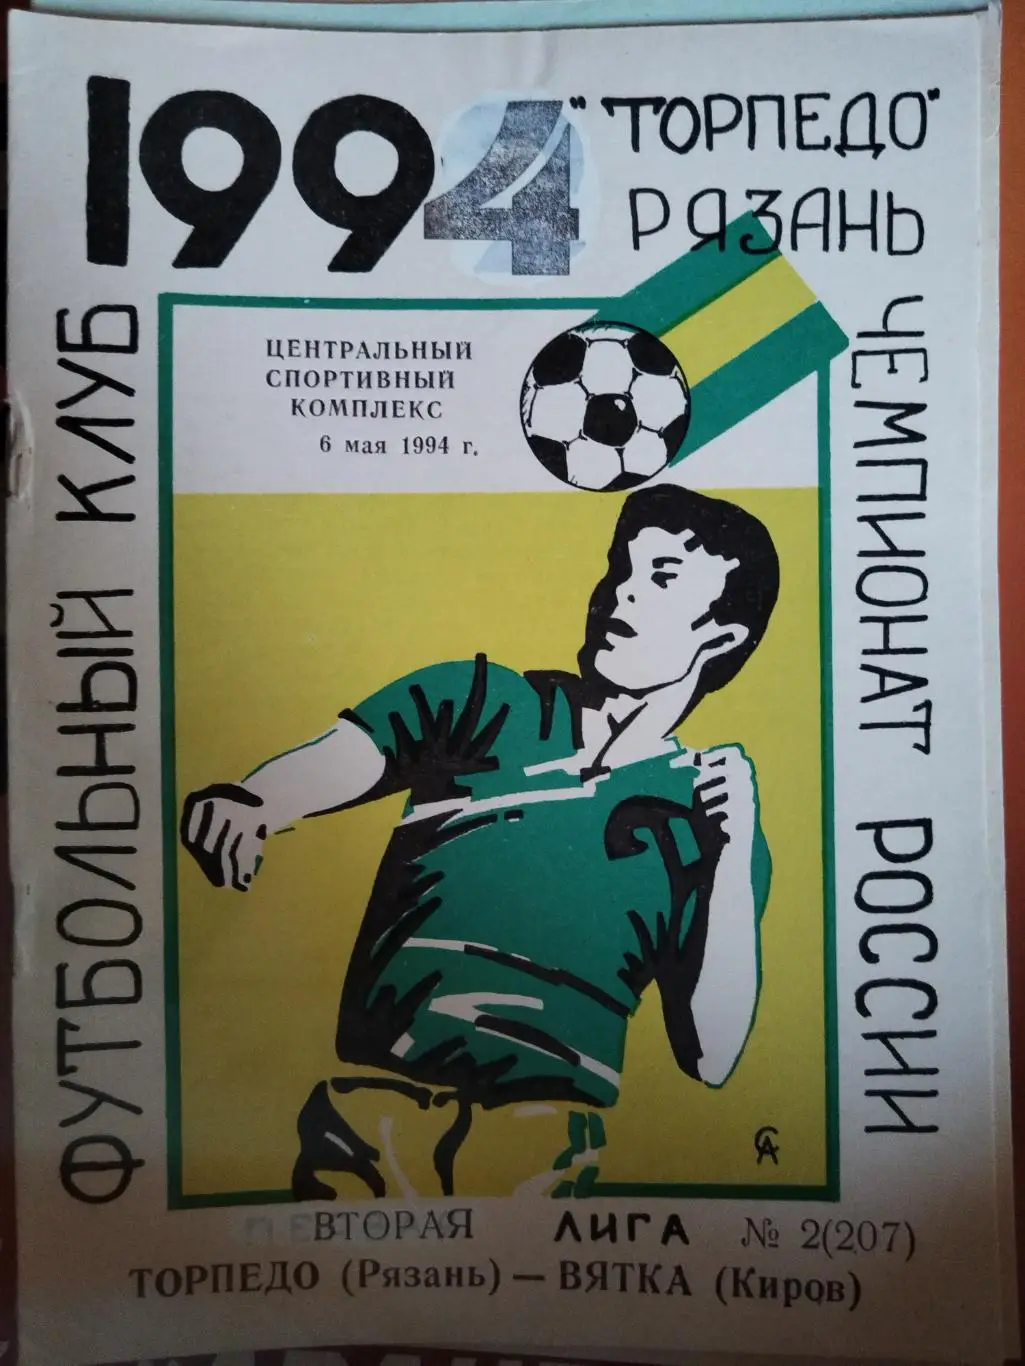 1994
"ТОРПЕДО"
РЯЗАНЬ
ФУТБОЛЬНЫЙ КЛУБ
ЧЕМПИОНАТ РОССИИ
ЦЕНТРАЛЬНЫЙ
СПОРТИВНЫЙ
КОМПЛЕКС
6 мая 1994 г.
ВТОРАЯ ЛИГА № 2(207)
ТОРПЕДО (Рязань) — ВЯТКА (Киров)